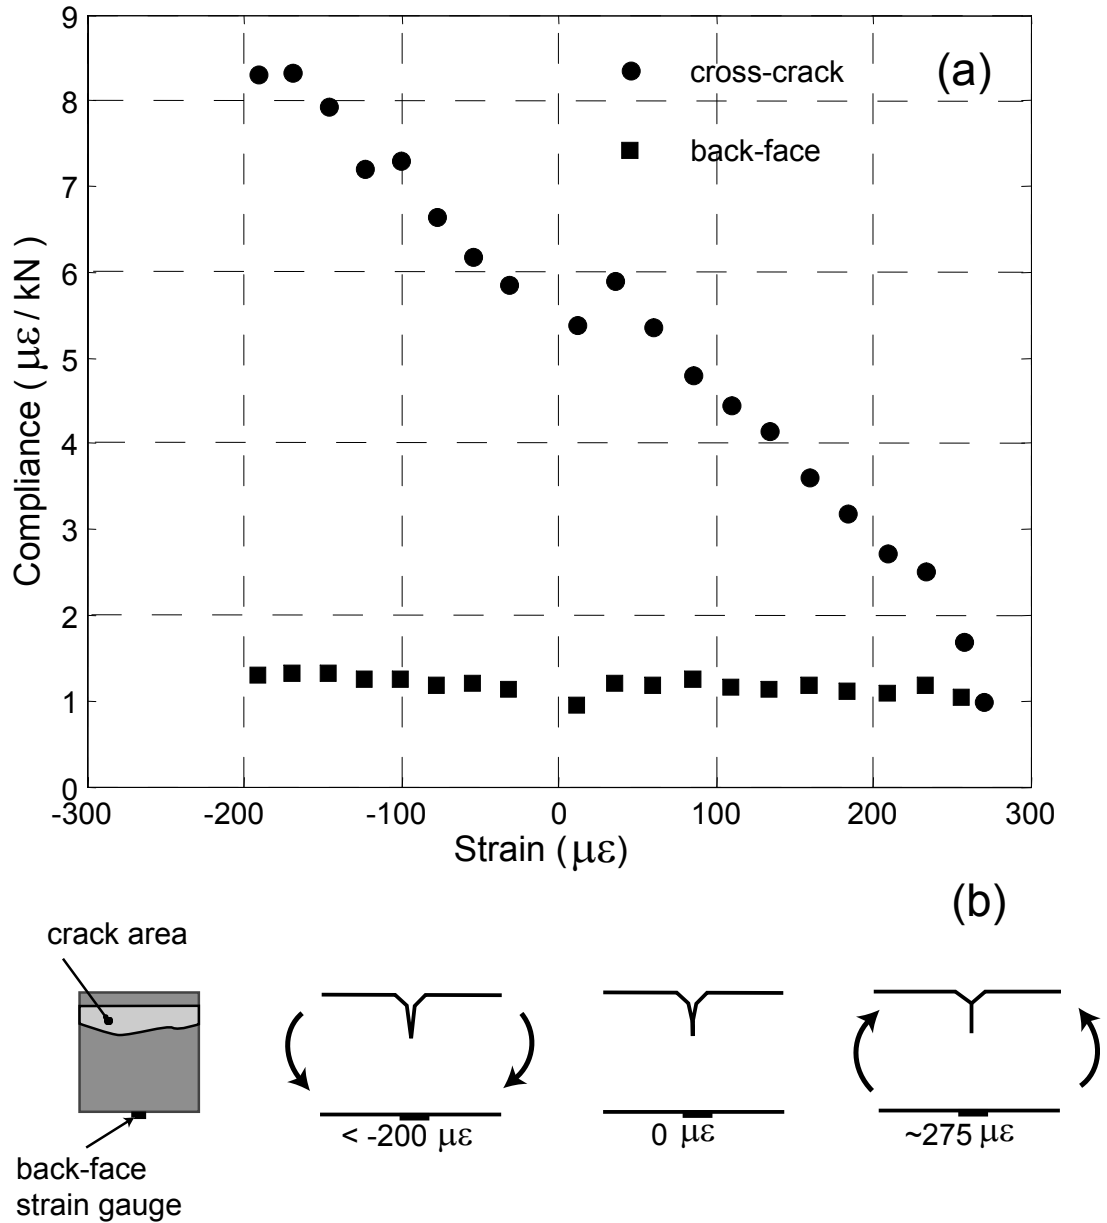 9
8
7
6
5
4
3
2
1
0
Compliance ( με / kN )
cross-crack
back-face
(a)
-300 -200 -100 0 100 200 300
Strain (με)
(b)
crack area
back-face
strain gauge
< -200 με
0 με
~275 με